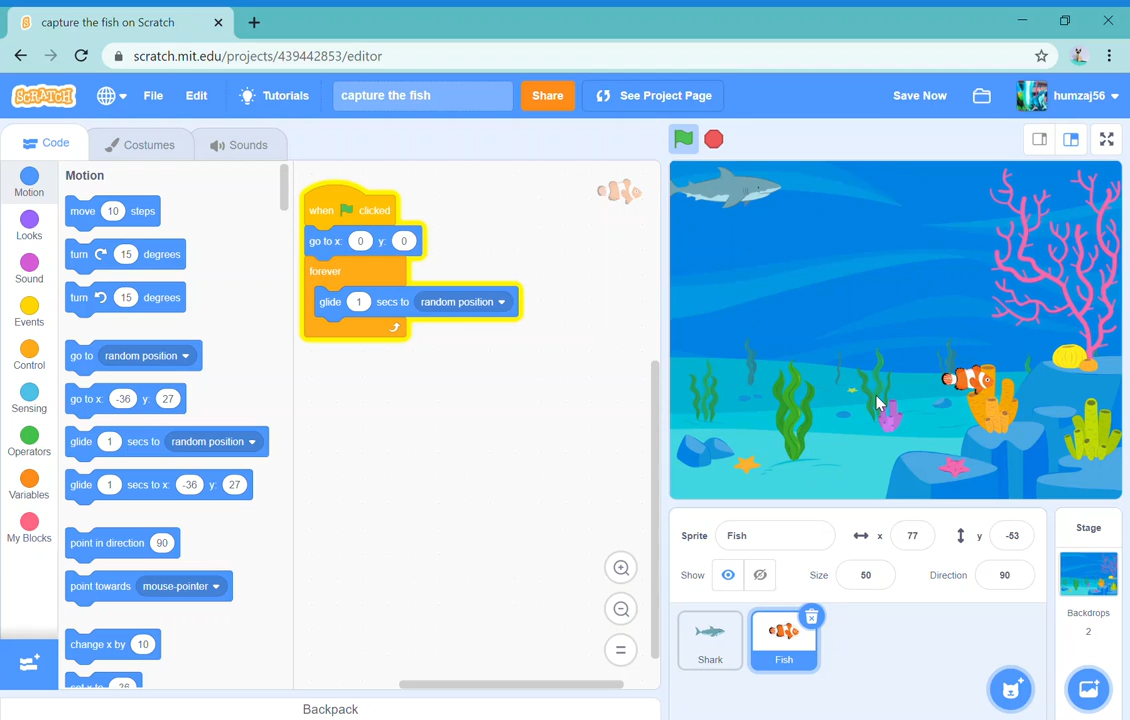 capture the fish on Scratch
scratch.mit.edu/projects/439442853/editor
SCRATCH
File
Edit
Tutorials
capture the fish
Share
See Project Page
Save Now
humzaj56
Code
Costumes
Sounds
Motion
Looks
Sound
Events
Control
Sensing
Operators
Variables
My Blocks
Motion
move 10 steps
turn 15 degrees
turn 15 degrees
go to random position
go to x: -36 y: 27
glide 1 secs to random position
glide 1 secs to x: -36 y: 27
point in direction 90
point towards mouse-pointer
change x by 10
when clicked
go to x: 0 y: 0
forever
glide 1 secs to random position
Sprite Fish x 77 y -53
Show Size 50 Direction 90
Shark
Fish
Stage
Backdrops
2
Backpack